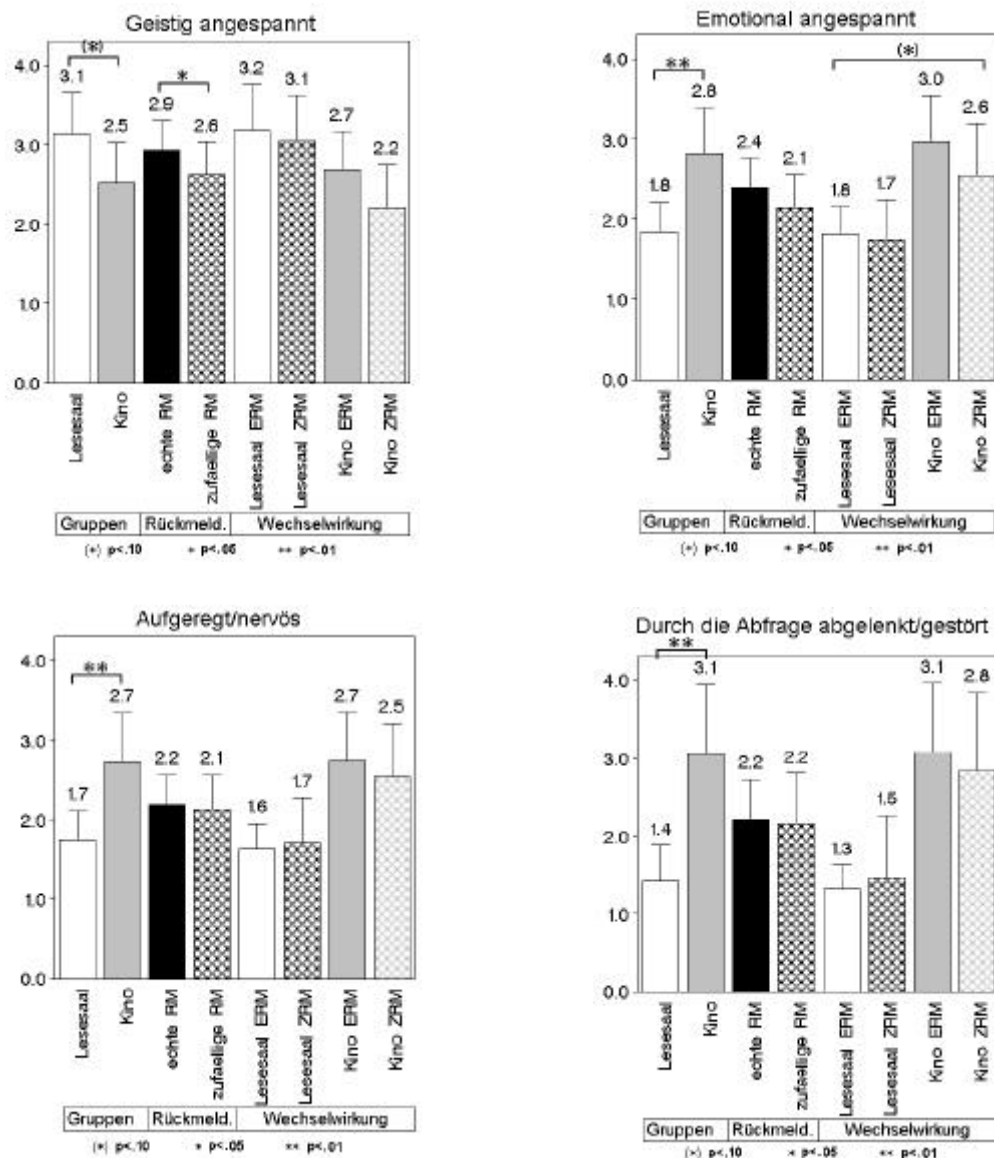 Geistig angespannt
(*)
4.0
3.1
*
3.2
3.1
2.9
2.5
2.6
2.7
3.0
2.2
2.0
1.0
0.0
Lesesaal
Kino
echte RM
zufaellige RM
Lesesaal ERM
Lesesaal ZRM
Kino ERM
Kino ZRM
Gruppen Rückmeld. Wechselwirkung
(*) p<.10 * p<.05 ** p<.01
Emotional angespannt
(*)
4.0
**
2.8
3.0
2.6
2.4
3.0
2.1
1.8
1.8
1.7
2.0
1.0
0.0
Lesesaal
Kino
echte RM
zufaellige RM
Lesesaal ERM
Lesesaal ZRM
Kino ERM
Kino ZRM
Gruppen Rückmeld. Wechselwirkung
(*) p<.10 * p<.05 ** p<.01
Aufgeregt/nervös
4.0
**
2.7
2.7
2.5
3.0
2.2
2.1
1.7
1.6
1.7
2.0
1.0
0.0
Lesesaal
Kino
echte RM
zufaellige RM
Lesesaal ERM
Lesesaal ZRM
Kino ERM
Kino ZRM
Gruppen Rückmeld. Wechselwirkung
(*) p<.10 * p<.05 ** p<.01
Durch die Abfrage abgelenkt/gestört
**
4.0
3.1
3.1
2.8
3.0
2.2
2.2
1.4
1.3
1.5
2.0
1.0
0.0
Lesesaal
Kino
echte RM
zufaellige RM
Lesesaal ERM
Lesesaal ZRM
Kino ERM
Kino ZRM
Gruppen Rückmeld. Wechselwirkung
(*) p<.10 * p<.05 ** p<.01